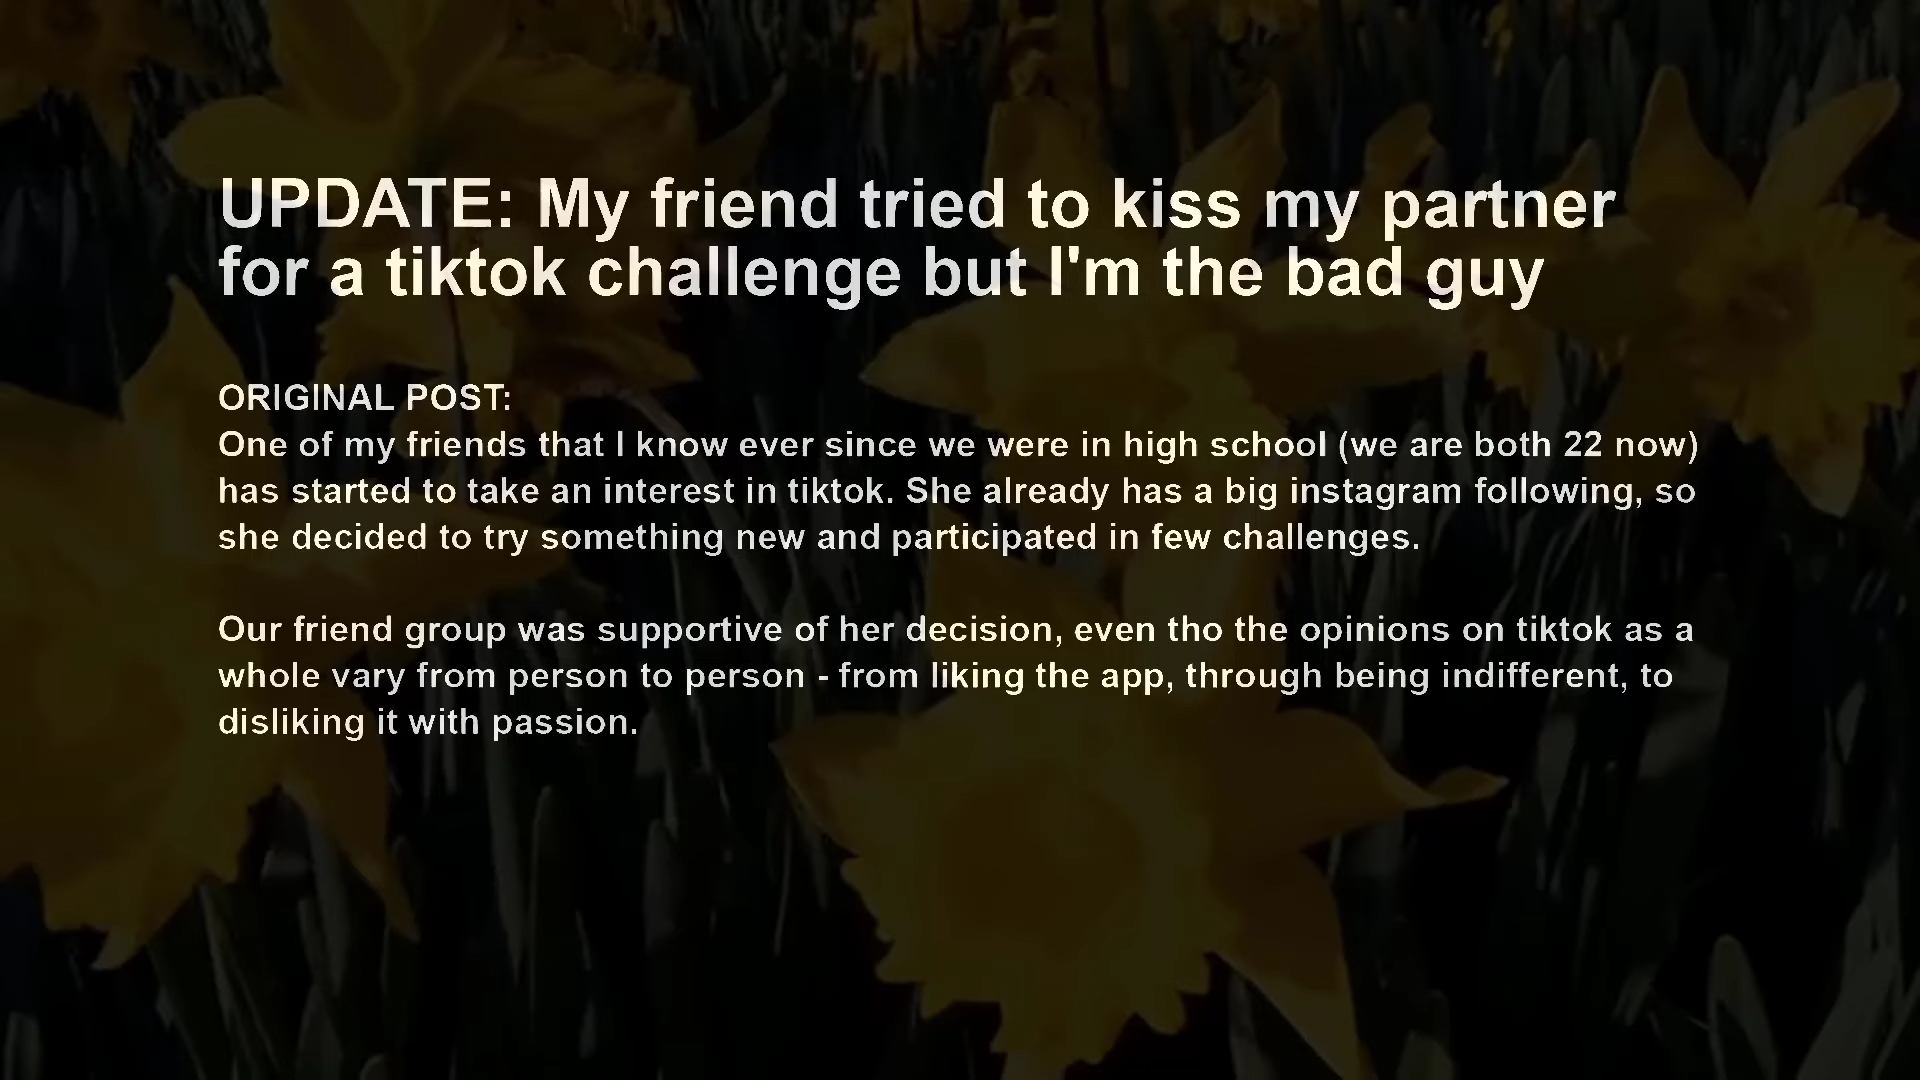 UPDATE: My friend tried to kiss my partner
for a tiktok challenge but I'm the bad guy
ORIGINAL POST:
One of my friends that I know ever since we were in high school (we are both 22 now)
has started to take an interest in tiktok. She already has a big instagram following, so
she decided to try something new and participated in few challenges.
Our friend group was supportive of her decision, even tho the opinions on tiktok as a
whole vary from person to person - from liking the app, through being indifferent, to
disliking it with passion.